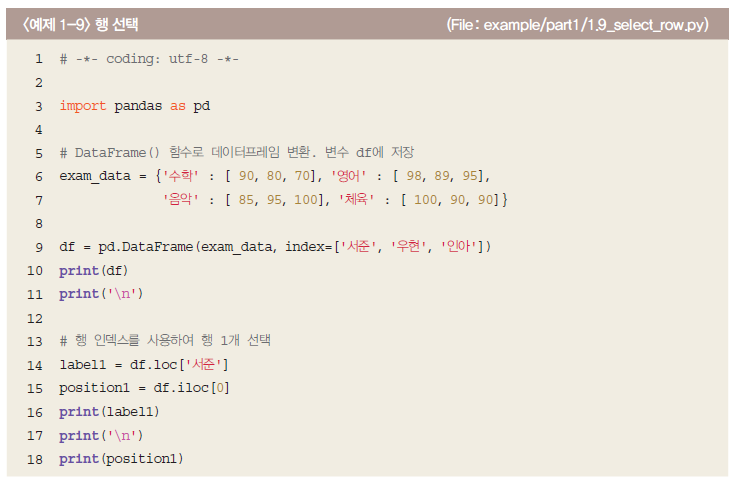 〈예제 1-9〉 행 선택 (File: example/part1/1.9_select_row.py)
1 # -*- coding: utf-8 -*-
2
3 import pandas as pd
4
5 # DataFrame() 함수로 데이터프레임 변환. 변수 df에 저장
6 exam_data = {'수학' : [ 90, 80, 70], '영어' : [ 98, 89, 95],
7 '음악' : [ 85, 95, 100], '체육' : [ 100, 90, 90]}
8
9 df = pd.DataFrame(exam_data, index=['서준', '우현', '인아'])
10 print(df)
11 print('\n')
12
13 # 행 인덱스를 사용하여 행 1개 선택
14 label1 = df.loc['서준']
15 position1 = df.iloc[0]
16 print(label1)
17 print('\n')
18 print(position1)